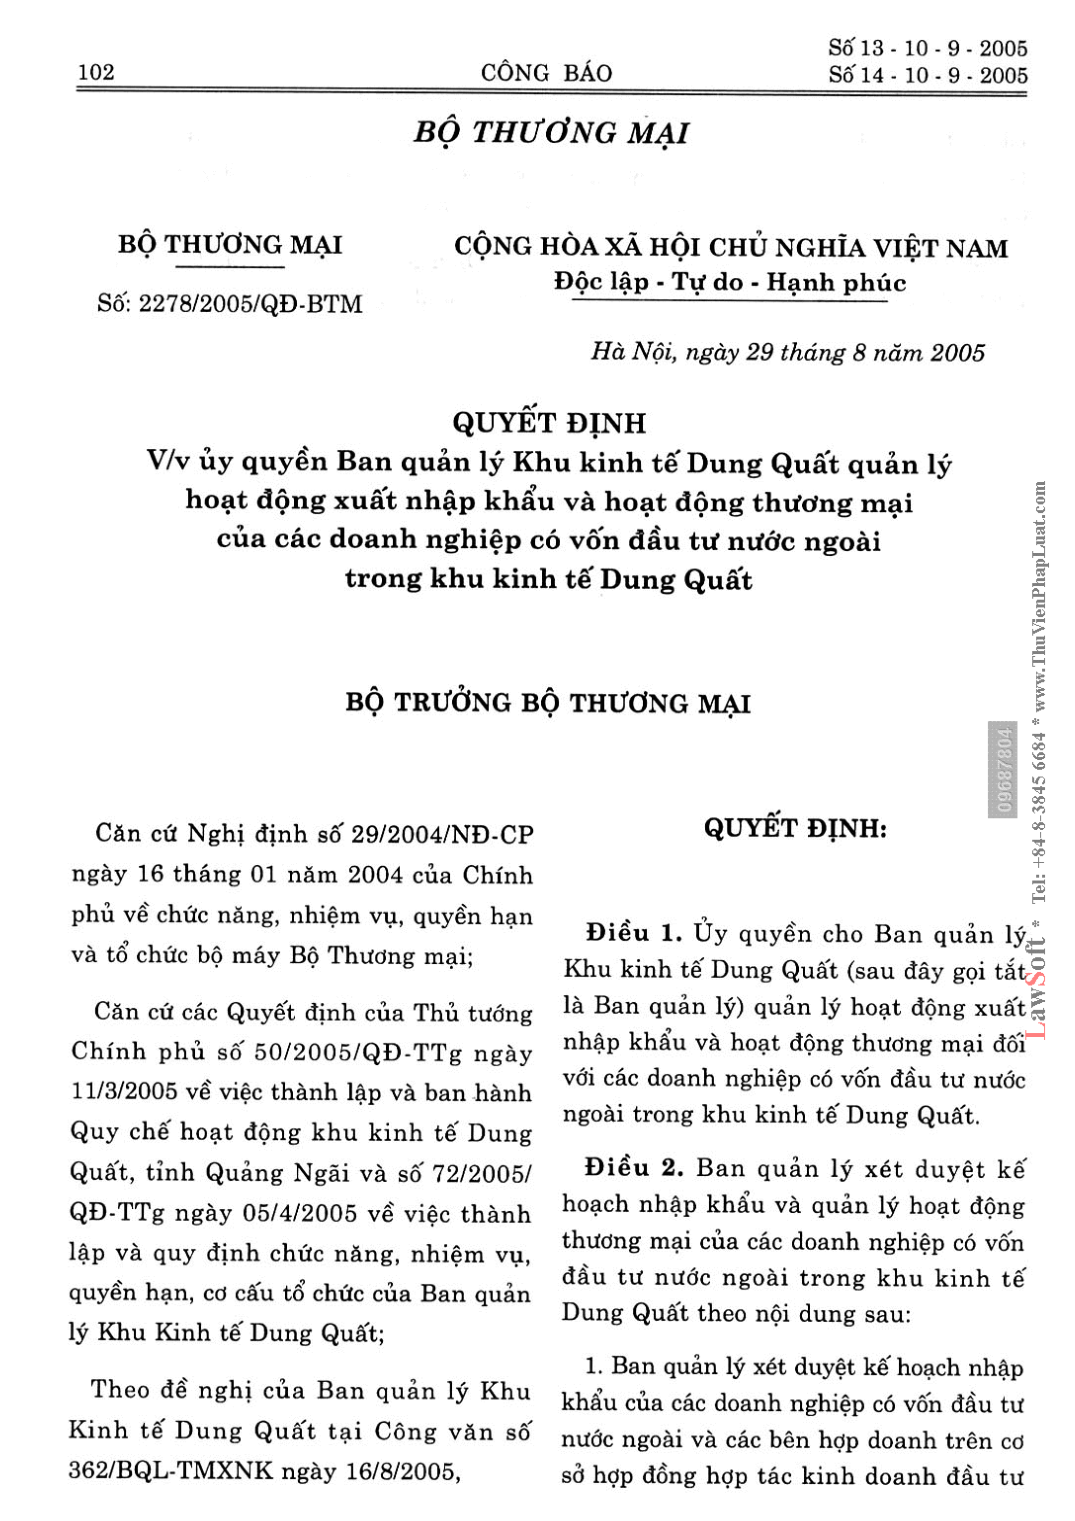 102
CÔNG BÁO
Số 13 - 10 - 9 - 2005
Số 14 - 10 - 9 - 2005
BỘ THƯƠNG MẠI
BỘ THƯƠNG MẠI
Số: 2278/2005/QĐ-BTM
CỘNG HÒA XÃ HỘI CHỦ NGHĨA VIỆT NAM
Độc lập - Tự do - Hạnh phúc
Hà Nội, ngày 29 tháng 8 năm 2005
QUYẾT ĐỊNH
V/v ủy quyền Ban quản lý Khu kinh tế Dung Quất quản lý
hoạt động xuất nhập khẩu và hoạt động thương mại
của các doanh nghiệp có vốn đầu tư nước ngoài
trong khu kinh tế Dung Quất
BỘ TRƯỞNG BỘ THƯƠNG MẠI
Căn cứ Nghị định số 29/2004/NĐ-CP
ngày 16 tháng 01 năm 2004 của Chính
phủ về chức năng, nhiệm vụ, quyền hạn
và tổ chức bộ máy Bộ Thương mại;
Căn cứ các Quyết định của Thủ tướng
Chính phủ số 50/2005/QĐ-TTg ngày
11/3/2005 về việc thành lập và ban hành
Quy chế hoạt động khu kinh tế Dung
Quất, tỉnh Quảng Ngãi và số 72/2005/
QĐ-TTg ngày 05/4/2005 về việc thành
lập và quy định chức năng, nhiệm vụ,
quyền hạn, cơ cấu tổ chức của Ban quản
lý Khu Kinh tế Dung Quất;
Theo đề nghị của Ban quản lý Khu
Kinh tế Dung Quất tại Công văn số
362/BQL-TMXNK ngày 16/8/2005,
QUYẾT ĐỊNH:
Điều 1. Ủy quyền cho Ban quản lý
Khu kinh tế Dung Quất (sau đây gọi tắt
là Ban quản lý) quản lý hoạt động xuất
nhập khẩu và hoạt động thương mại đối
với các doanh nghiệp có vốn đầu tư nước
ngoài trong khu kinh tế Dung Quất.
Điều 2. Ban quản lý xét duyệt kế
hoạch nhập khẩu và quản lý hoạt động
thương mại của các doanh nghiệp có vốn
đầu tư nước ngoài trong khu kinh tế
Dung Quất theo nội dung sau:
1. Ban quản lý xét duyệt kế hoạch nhập
khẩu của các doanh nghiệp có vốn đầu tư
nước ngoài và các bên hợp doanh trên cơ
sở hợp đồng hợp tác kinh doanh đầu tư
09687804
LawSoft * Tel: +84-8-3845 6684 * www.ThuVienPhapLuat.com